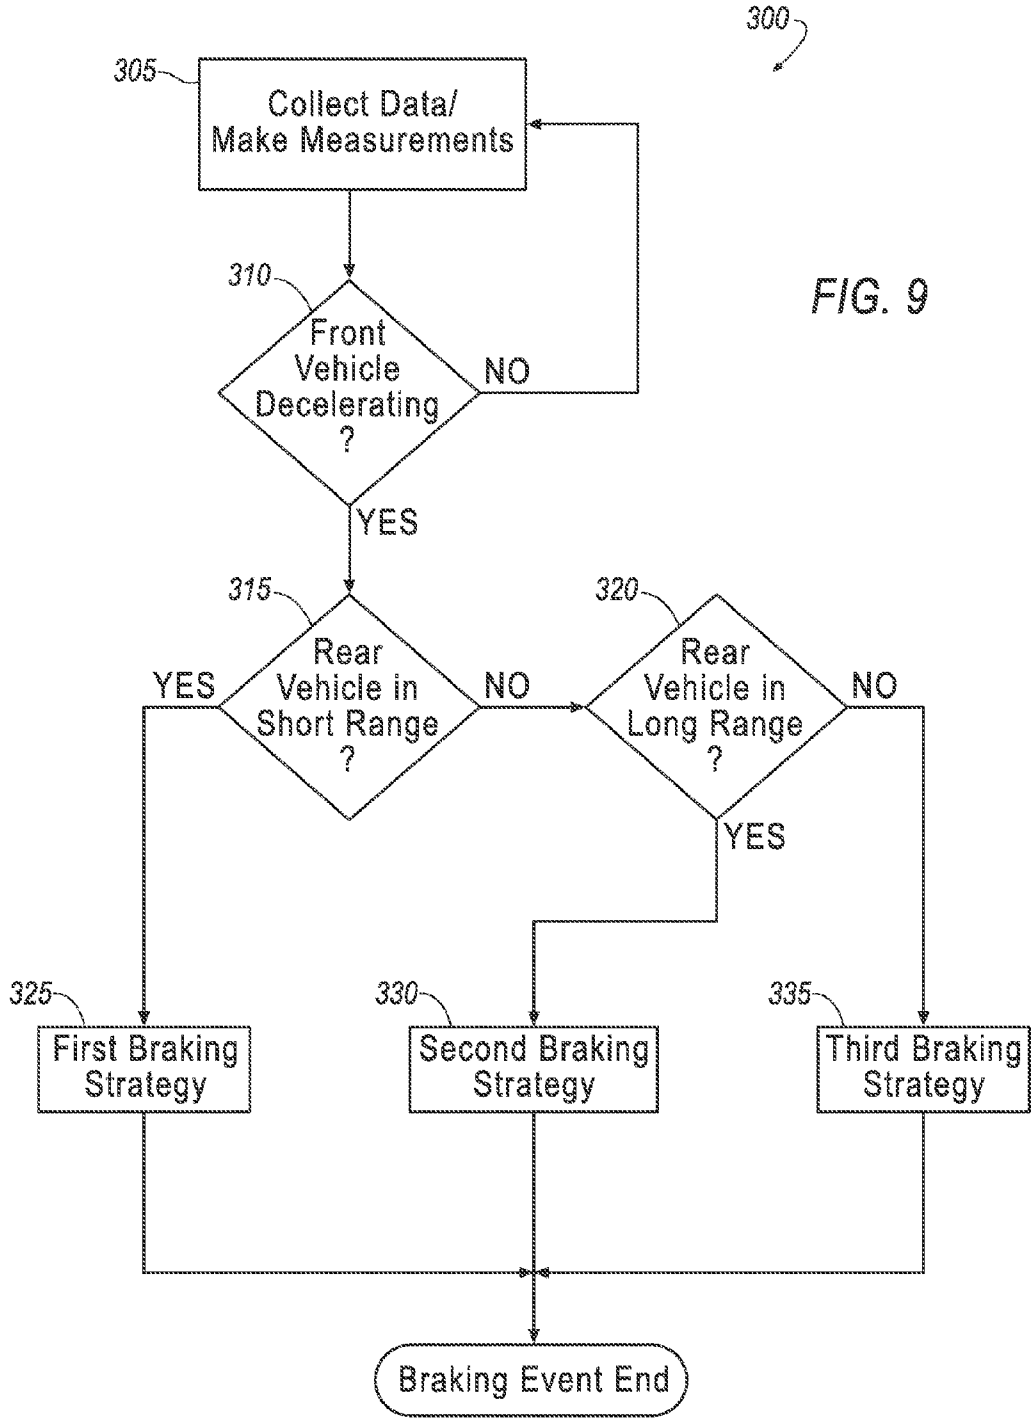 300
305
Collect Data/
Make Measurements
FIG. 9
310
Front
Vehicle
Decelerating
?
NO
YES
315
Rear
Vehicle in
Short Range
?
YES
NO
320
Rear
Vehicle in
Long Range
?
NO
YES
325
First Braking
Strategy
330
Second Braking
Strategy
335
Third Braking
Strategy
Braking Event End